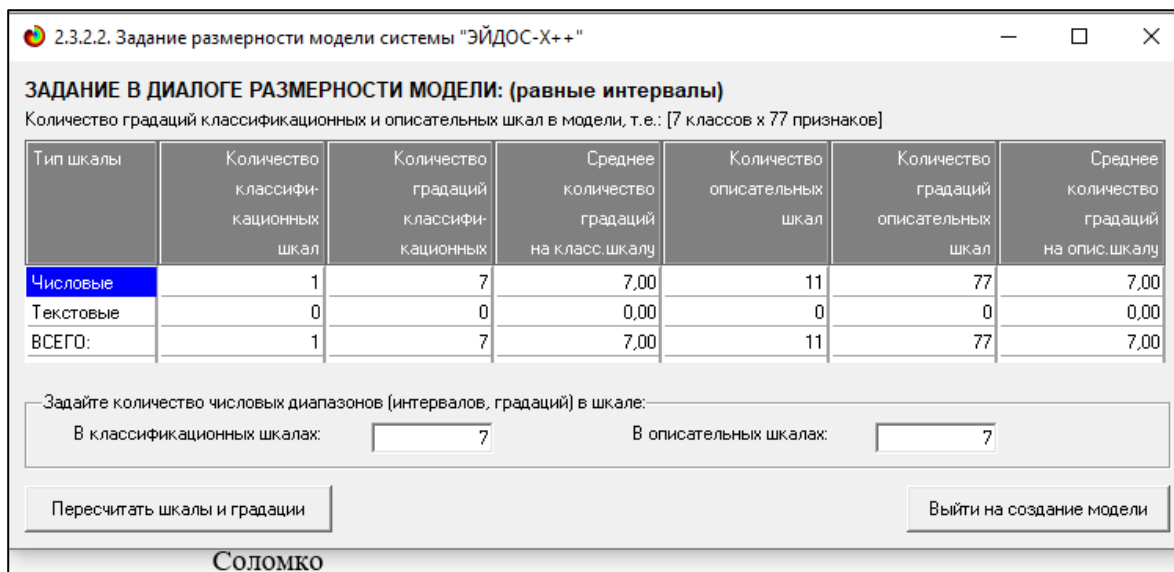 2.3.2.2. Задание размерности модели системы "ЭЙДОС-X++"
ЗАДАНИЕ В ДИАЛОГЕ РАЗМЕРНОСТИ МОДЕЛИ: (равные интервалы)
Количество градаций классификационных и описательных шкал в модели, т.е.: [7 классов x 77 признаков]
Тип шкалы Количество Количество Среднее Количество Количество Среднее
классифи- градаций количество описательных градаций количество
кационных классифи- градаций шкал описательных градаций
шкал кационных на класс.шкалу шкал на опис.шкалу
Числовые 1 7 7,00 11 77 7,00
Текстовые 0 0 0,00 0 0 0,00
ВСЕГО: 1 7 7,00 11 77 7,00
Задайте количество числовых диапазонов (интервалов, градаций) в шкале:
В классификационных шкалах: 7 В описательных шкалах: 7
Пересчитать шкалы и градации Выйти на создание модели
Соломко